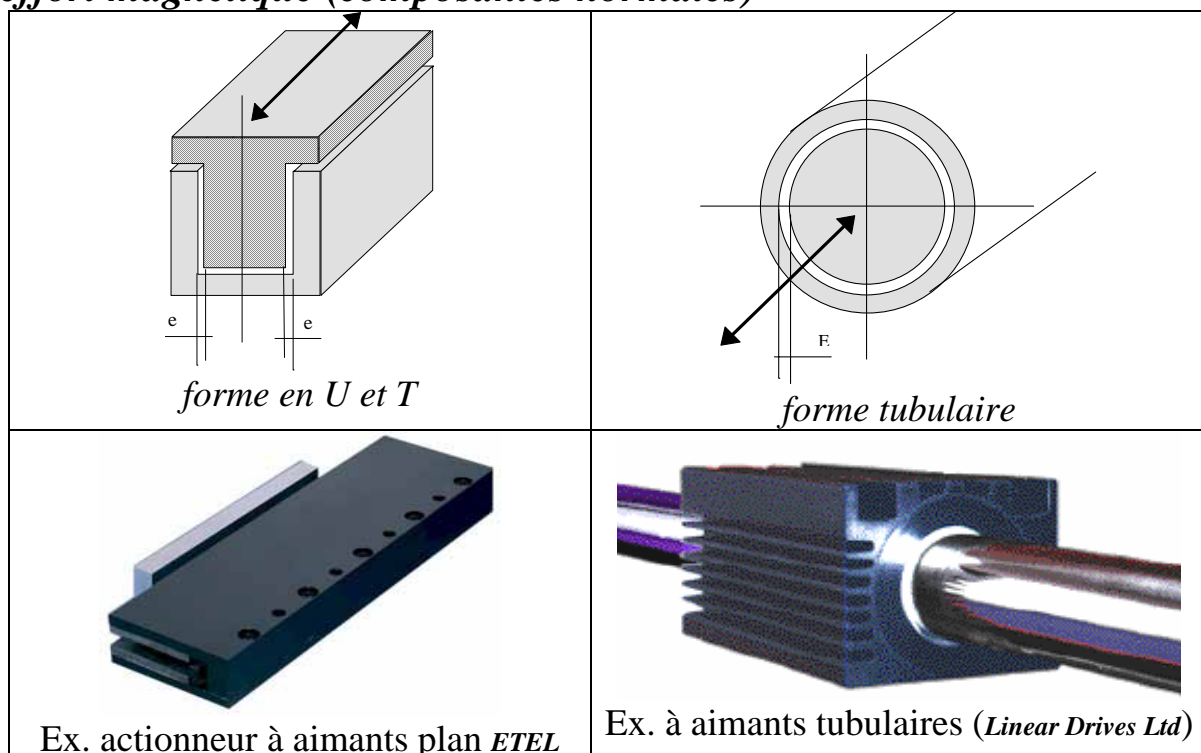 effort magnétique (composantes normales)
e
e
E
forme en U et T
forme tubulaire
Ex. actionneur à aimants plan ETEL
Ex. à aimants tubulaires (Linear Drives Ltd)